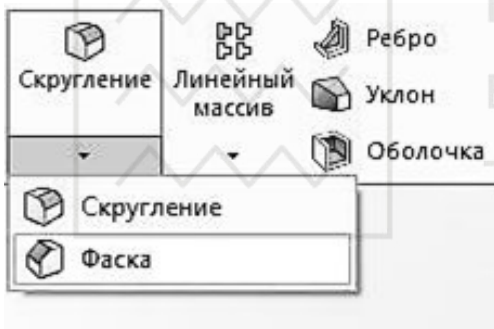 Скругление
Линейный
массив
Ребро
Уклон
Оболочка
Скругление
Фаска